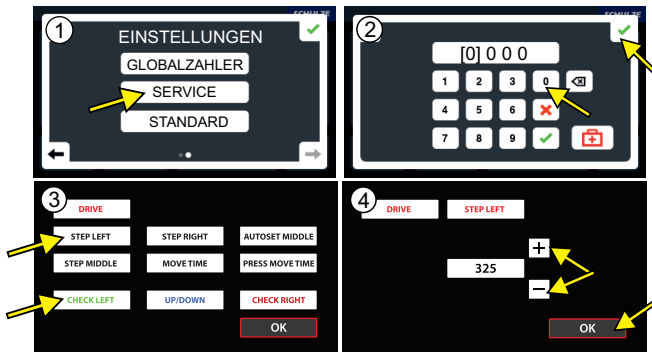 SCHULZE
1
EINSTELLUNGEN
GLOBALZAHLER
SERVICE
STANDARD
SCHULZE
2
[0] 0 0 0
1 2 3 0
4 5 6
7 8 9
3
DRIVE
STEP LEFT STEP RIGHT AUTOSET MIDDLE
STEP MIDDLE MOVE TIME PRESS MOVE TIME
CHECK LEFT UP/DOWN CHECK RIGHT
OK
4
DRIVE STEP LEFT
+
325
−
OK